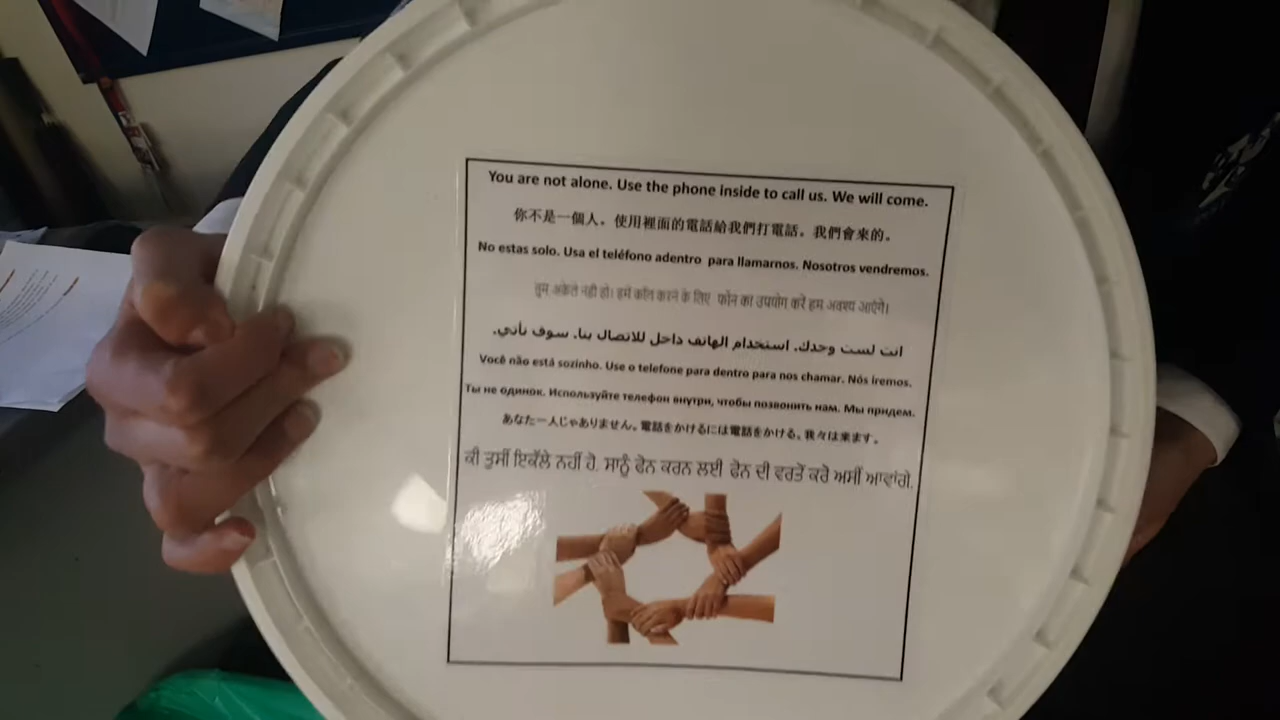 You are not alone. Use the phone inside to call us. We will come.
你不是一個人。使用裡面的電話給我們打電話。我們會來的。
No estas solo. Usa el teléfono adentro para llamarnos. Nosotros vendremos.
तुम अकेले नही हो। हमें कॉल करने के लिए फोन का उपयोग करें हम अवश्य आएंगे।
انت لست وحدك. استخدام الهاتف داخل للاتصال بنا. سوف نأتي.
Você não está sozinho. Use o telefone para dentro para nos chamar. Nós iremos.
Ты не одинок. Используйте телефон внутри, чтобы позвонить нам. Мы придем.
あなた一人じゃありません。電話をかけるには電話をかける。我々は来ます。
ਕੀ ਤੁਸੀਂ ਇਕੱਲੇ ਨਹੀਂ ਹੋ. ਸਾਨੂੰ ਫੋਨ ਕਰਨ ਲਈ ਫੋਨ ਦੀ ਵਰਤੋਂ ਕਰੋ ਅਸੀਂ ਆਵਾਂਗੇ.